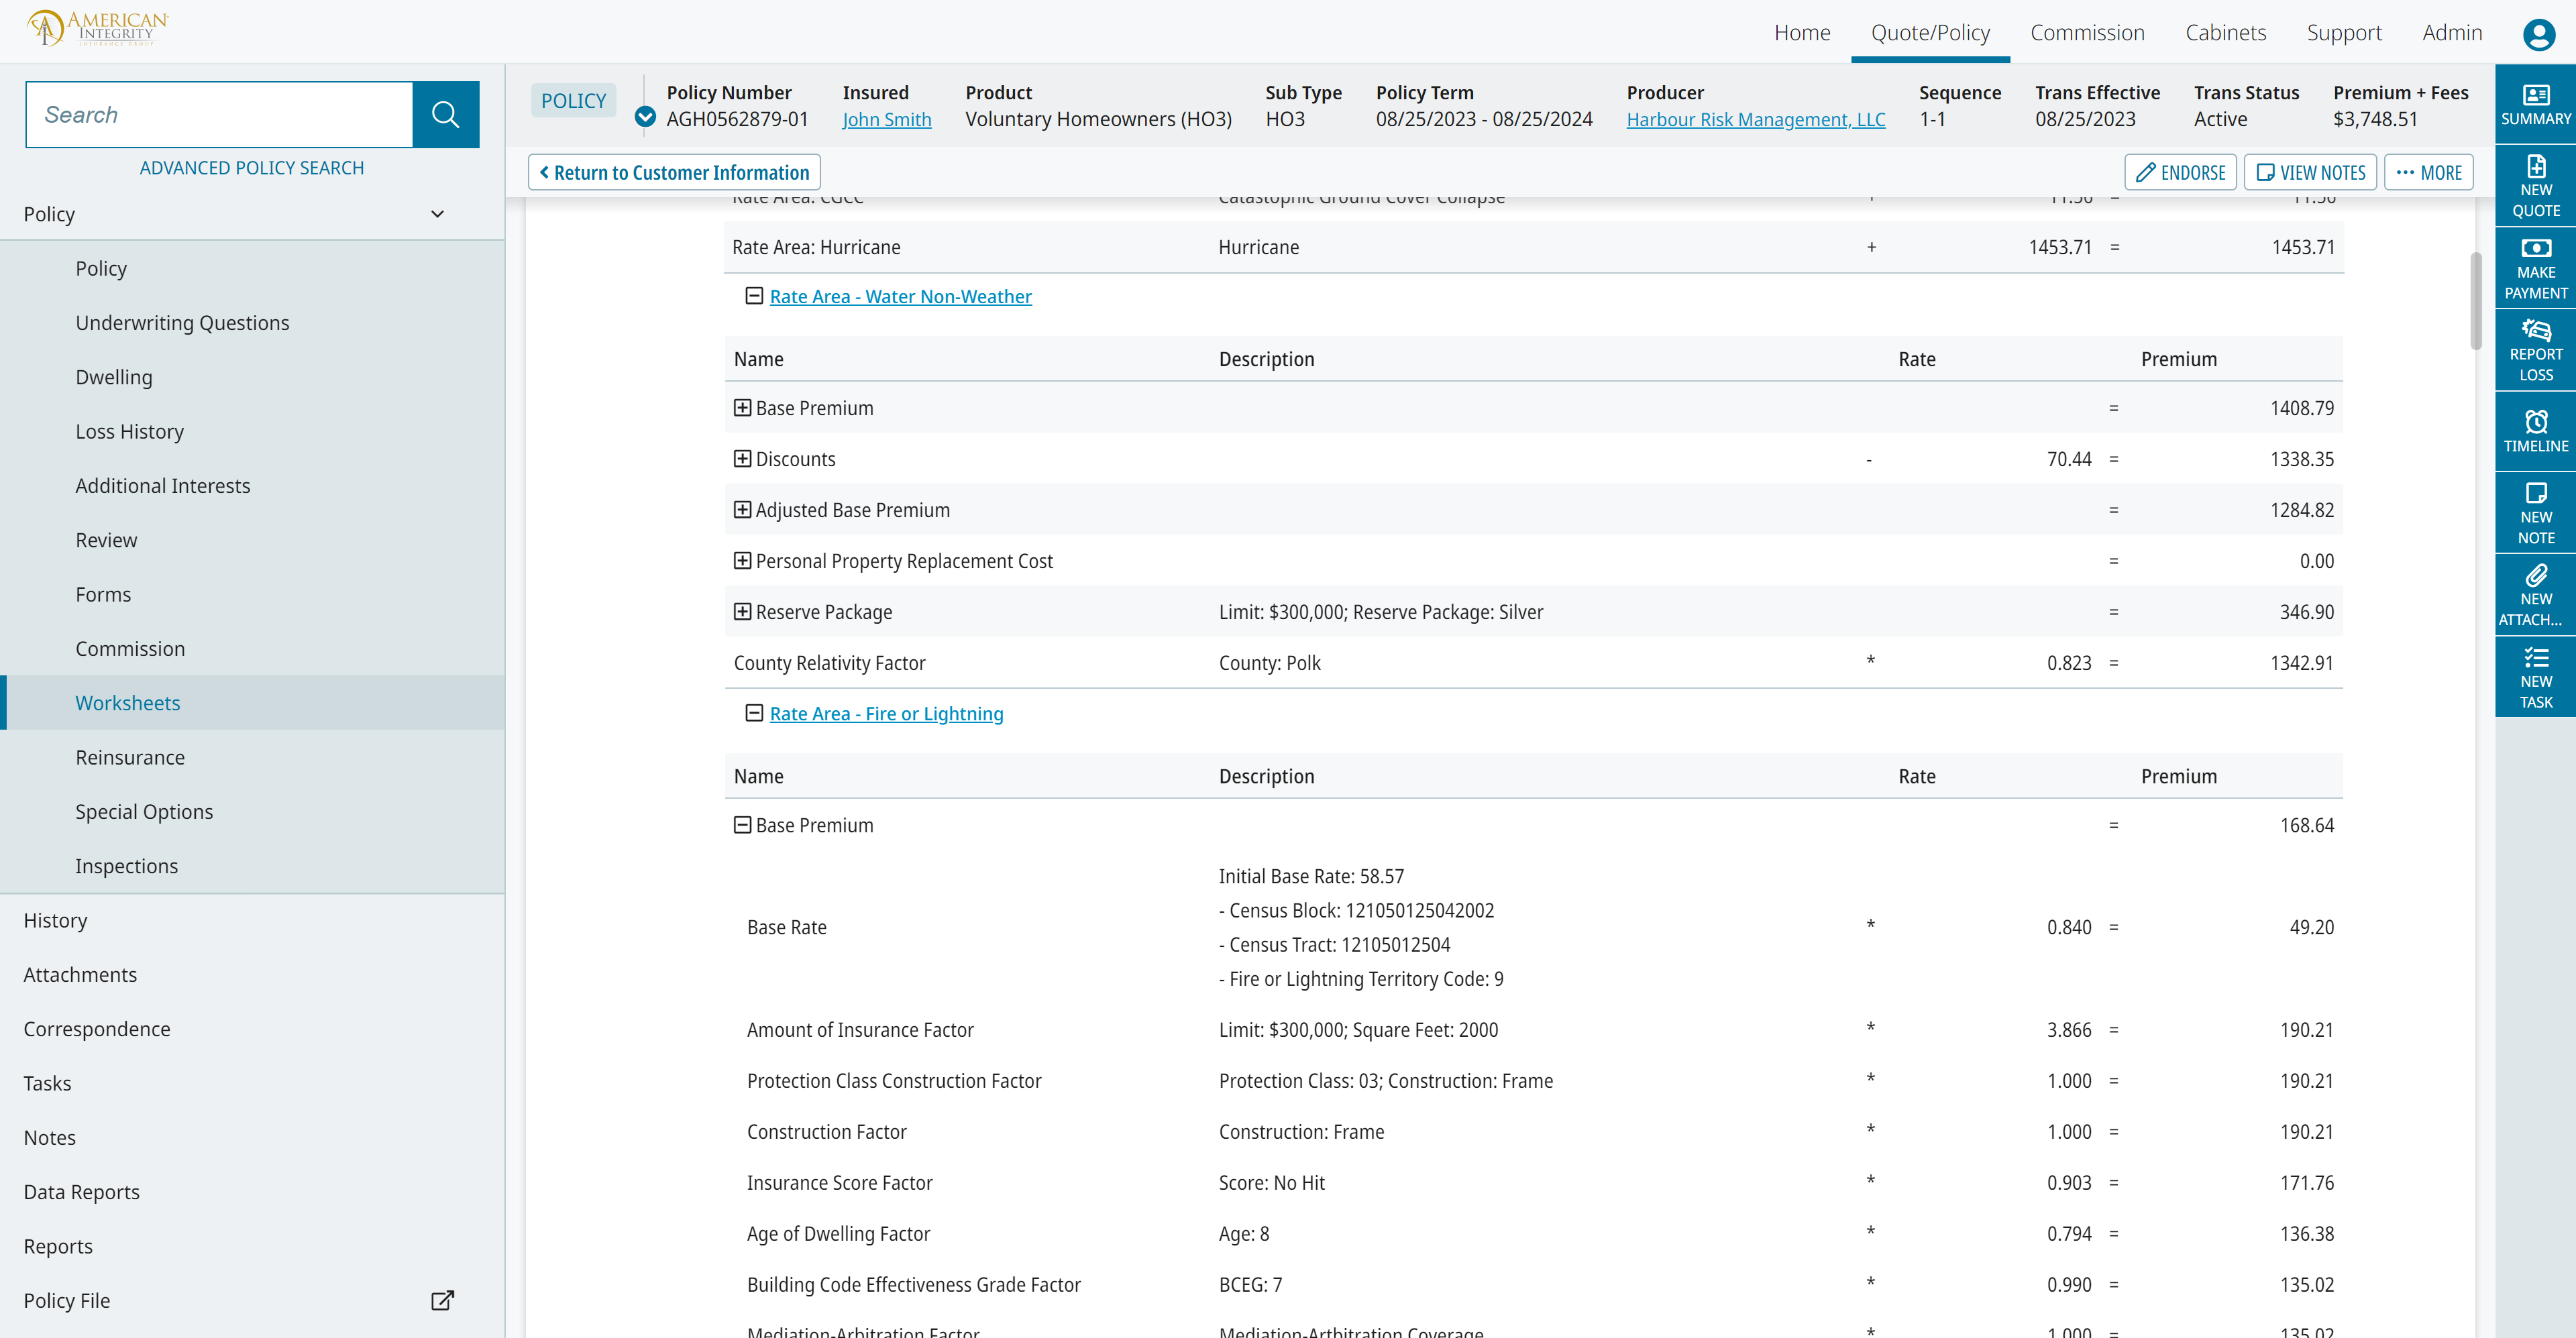 AMERICAN
INTEGRITY
INSURANCE GROUP
Home Quote/Policy Commission Cabinets Support Admin
Search
ADVANCED POLICY SEARCH
Policy
Policy
Underwriting Questions
Dwelling
Loss History
Additional Interests
Review
Forms
Commission
Worksheets
Reinsurance
Special Options
Inspections
History
Attachments
Correspondence
Tasks
Notes
Data Reports
Reports
Policy File
POLICY
Policy Number Insured Product Sub Type Policy Term Producer Sequence Trans Effective Trans Status Premium + Fees
AGH0562879-01 John Smith Voluntary Homeowners (HO3) HO3 08/25/2023 - 08/25/2024 Harbour Risk Management, LLC 1-1 08/25/2023 Active $3,748.51
Return to Customer Information ENDORSE VIEW NOTES MORE
Rate Area: CGCC Catastophic Ground Cover Collapse + 11.56 = 11.56
Rate Area: Hurricane Hurricane + 1453.71 = 1453.71
Rate Area - Water Non-Weather
Name Description Rate Premium
Base Premium = 1408.79
Discounts - 70.44 = 1338.35
Adjusted Base Premium = 1284.82
Personal Property Replacement Cost = 0.00
Reserve Package Limit: $300,000; Reserve Package: Silver = 346.90
County Relativity Factor County: Polk * 0.823 = 1342.91
Rate Area - Fire or Lightning
Name Description Rate Premium
Base Premium = 168.64
Initial Base Rate: 58.57
- Census Block: 121050125042002
Base Rate * 0.840 = 49.20
- Census Tract: 12105012504
- Fire or Lightning Territory Code: 9
Amount of Insurance Factor Limit: $300,000; Square Feet: 2000 * 3.866 = 190.21
Protection Class Construction Factor Protection Class: 03; Construction: Frame * 1.000 = 190.21
Construction Factor Construction: Frame * 1.000 = 190.21
Insurance Score Factor Score: No Hit * 0.903 = 171.76
Age of Dwelling Factor Age: 8 * 0.794 = 136.38
Building Code Effectiveness Grade Factor BCEG: 7 * 0.990 = 135.02
Mediation-Arbitration Factor Mediation-Artbitration Coverage * 1.000 = 135.02
SUMMARY
NEW
QUOTE
MAKE
PAYMENT
REPORT
LOSS
TIMELINE
NEW
NOTE
NEW
ATTACH...
NEW
TASK